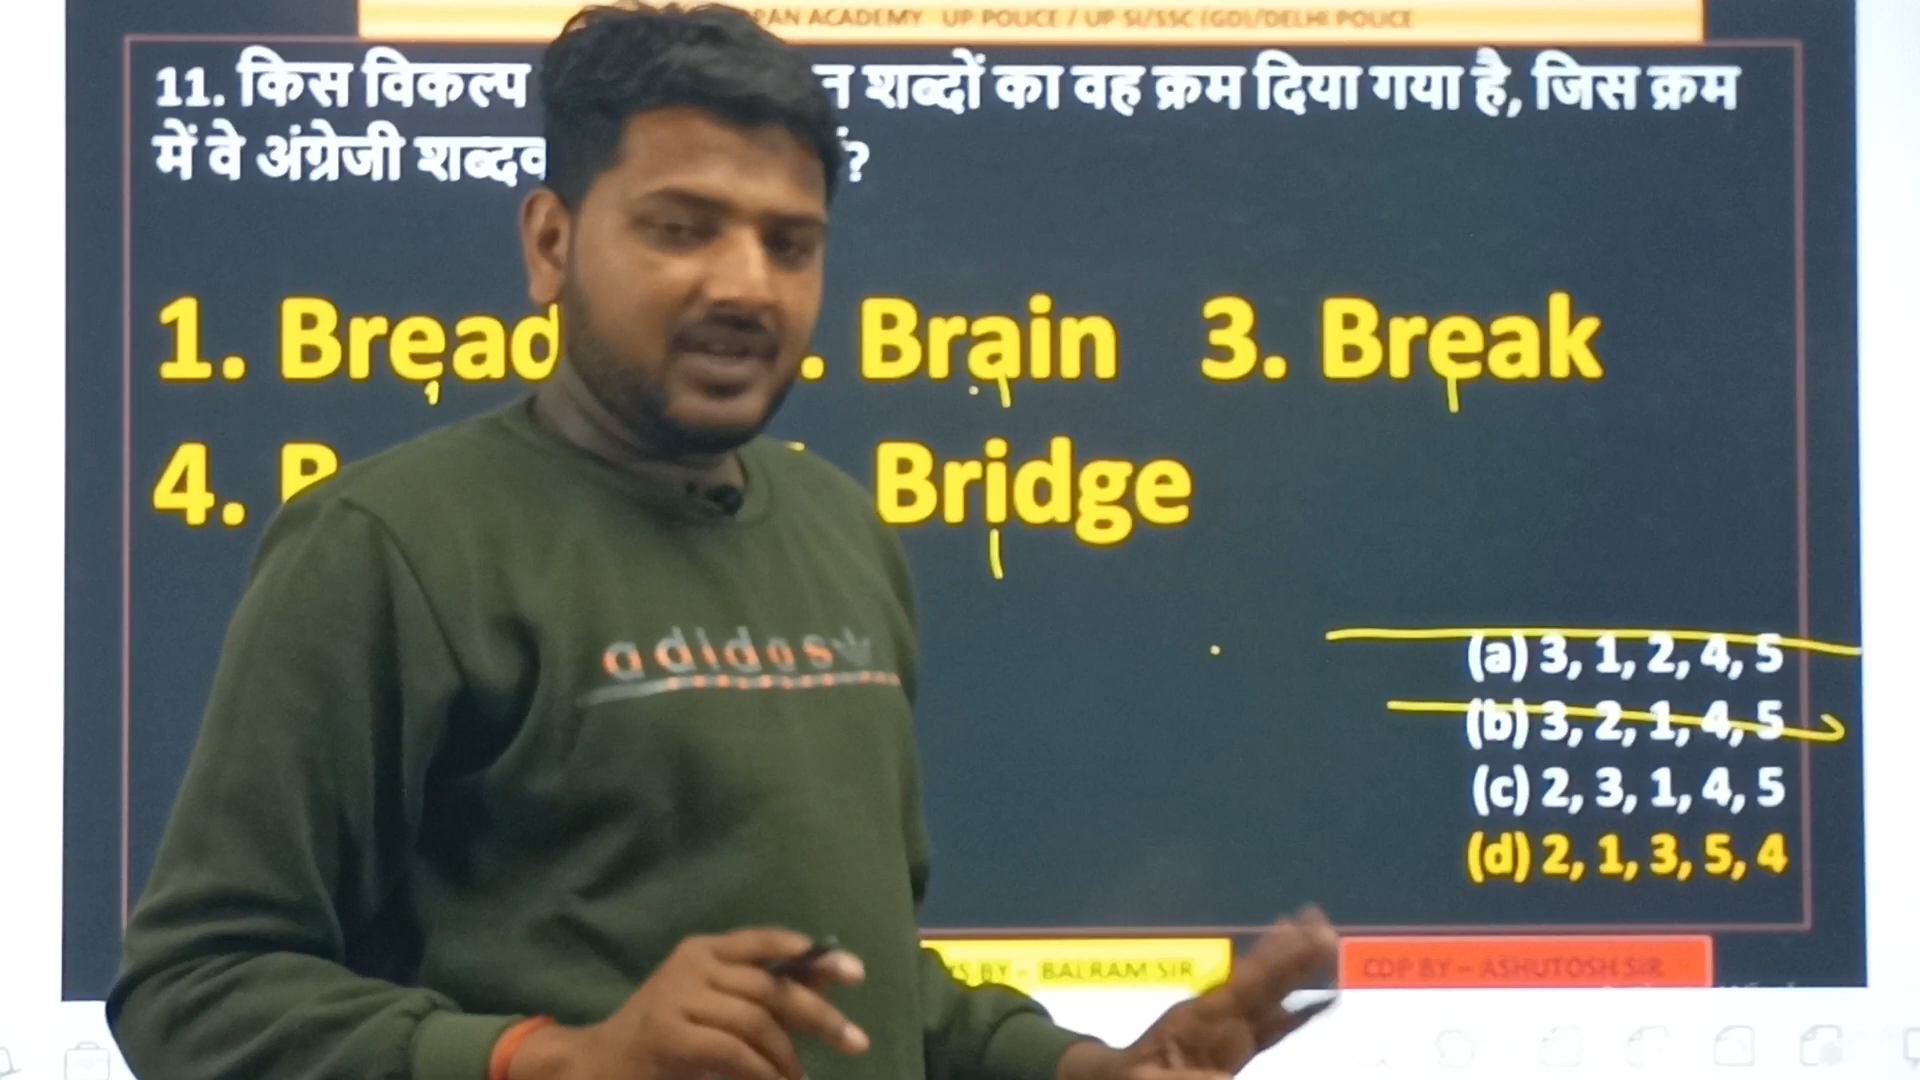 ACADEMY UP POLICE / UP SI/SSC (GD)/DELHI POLICE
11. किस विकल्प शब्दों का वह क्रम दिया गया है, जिस क्रम
में वे अंग्रेजी ?
1. Bread Brain 3. Break
4. Bridge
adidas
(a) 3, 1, 2, 4, 5
(b) 3, 2, 1, 4, 5
(c) 2, 3, 1, 4, 5
(d) 2, 1, 3, 5, 4
BY - BALRAM SIR
CDP BY - ASHUTOSH SIR